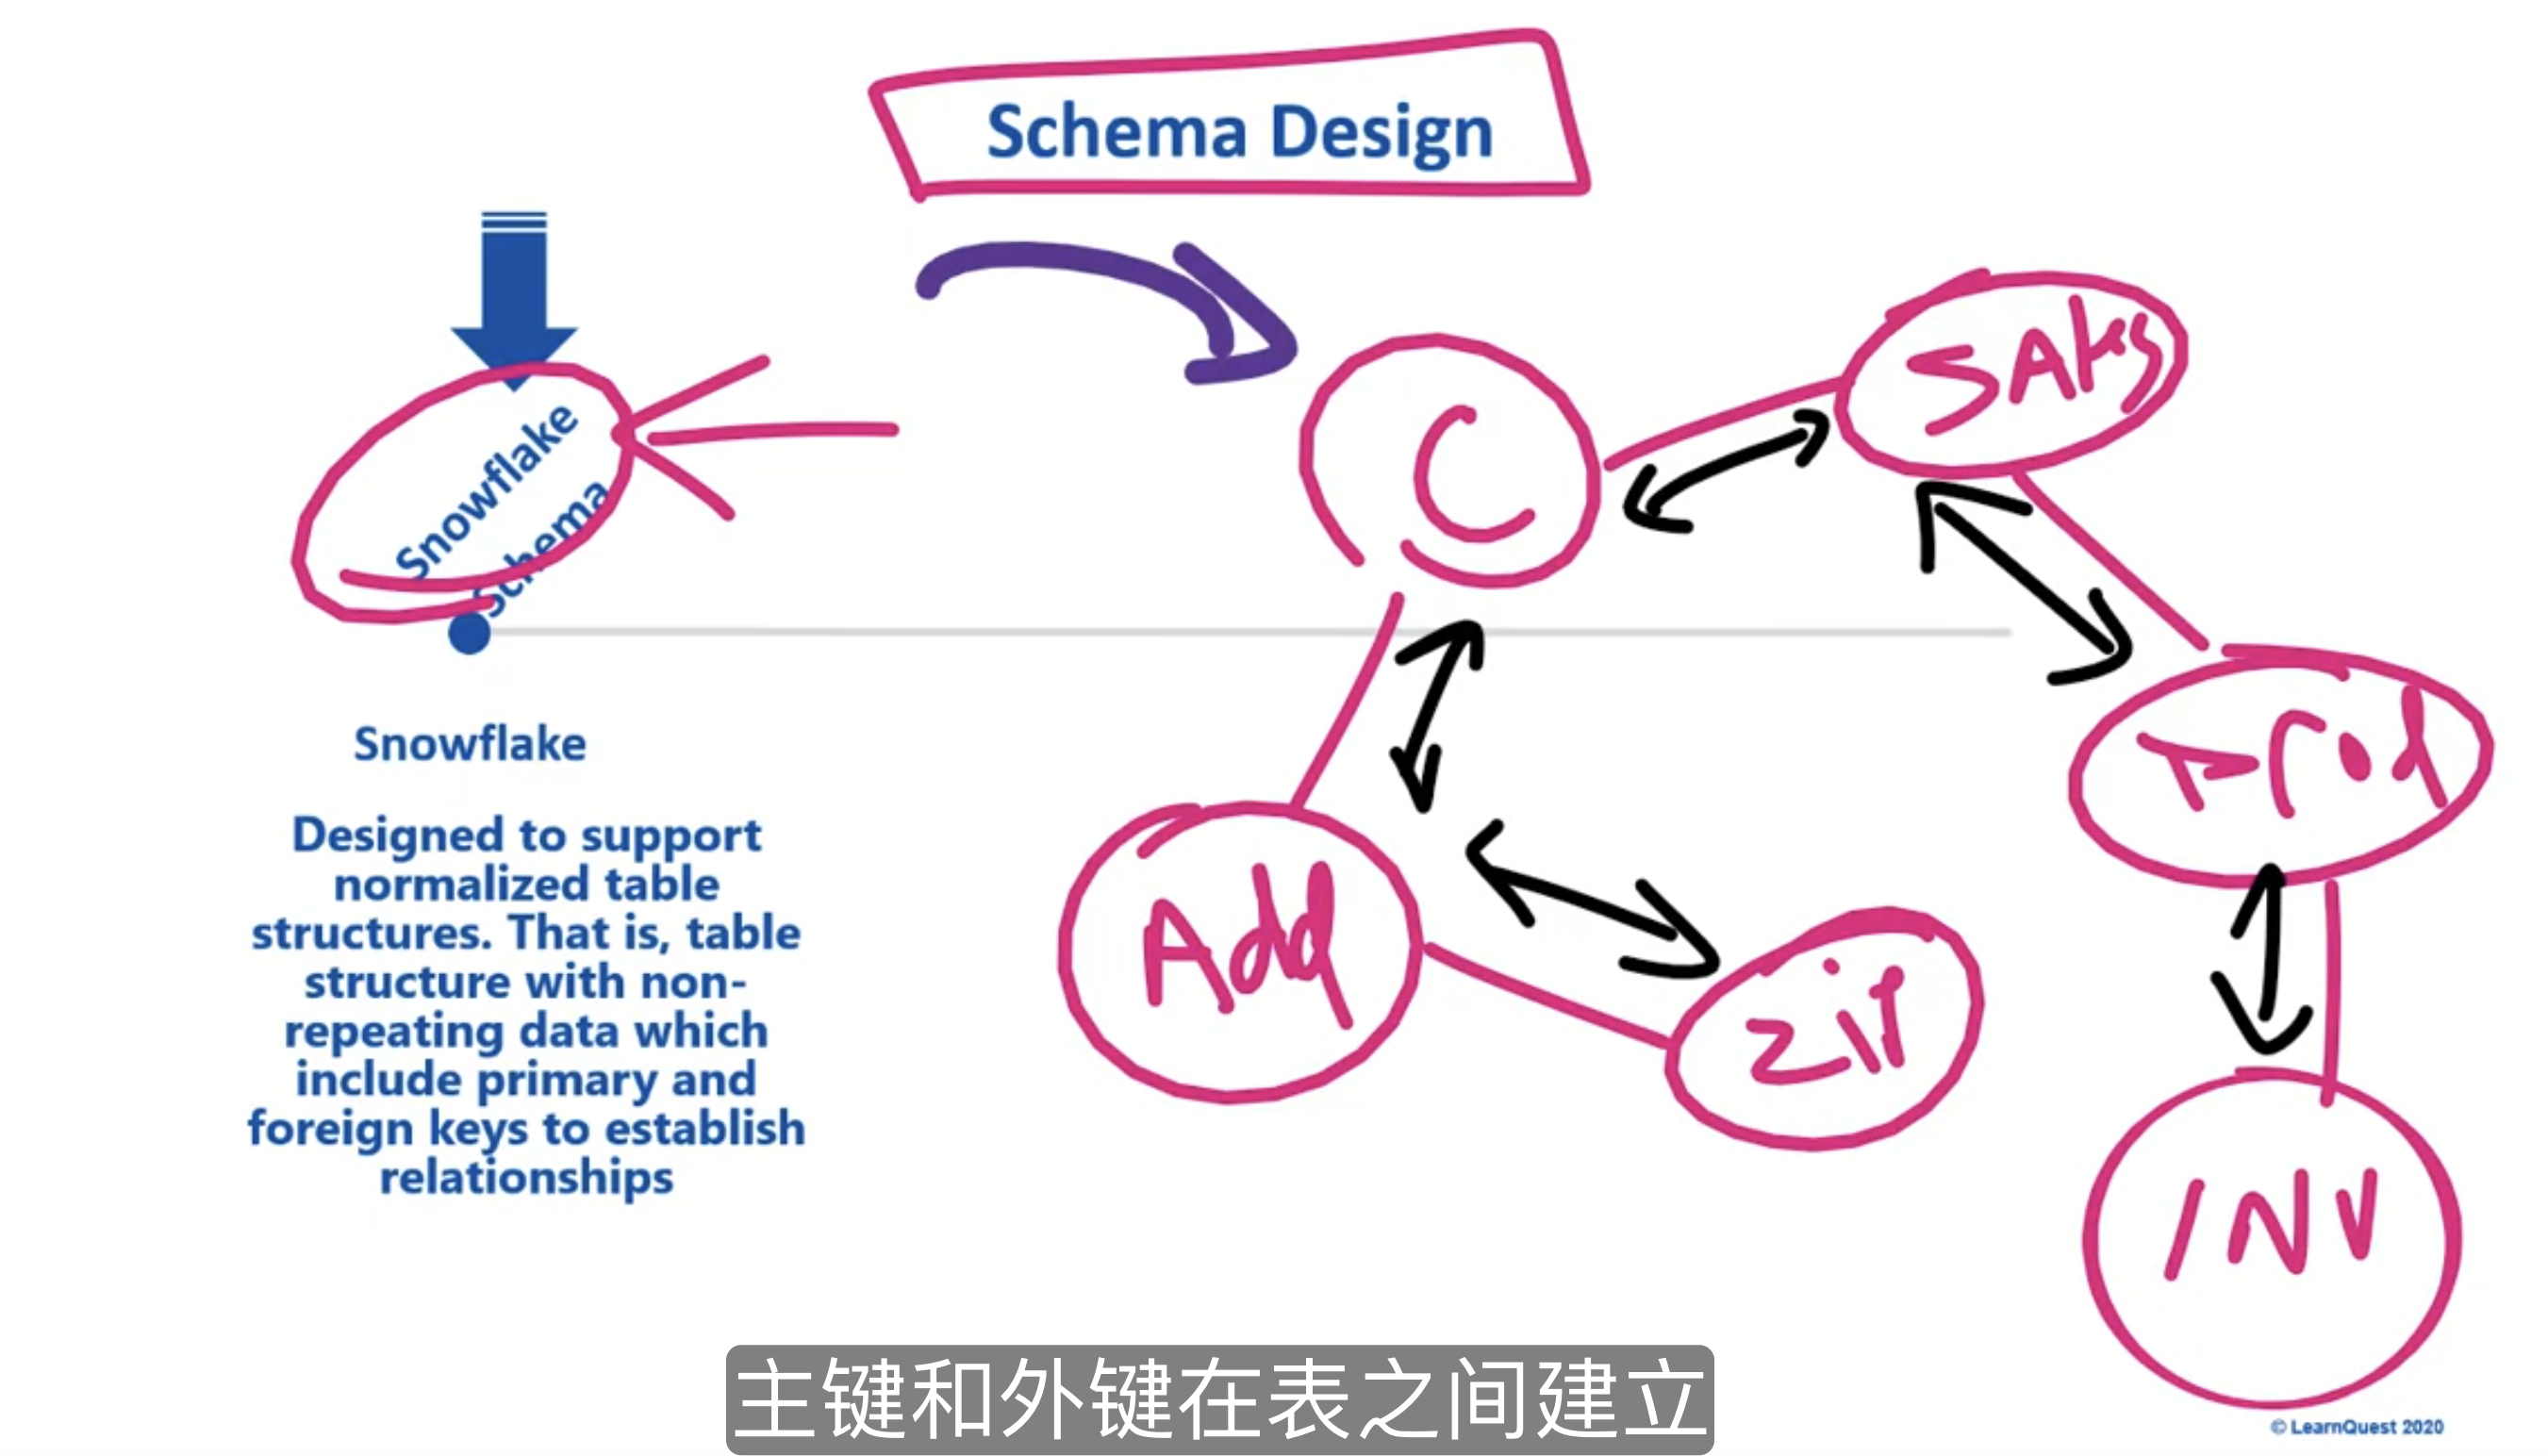 Schema Design
Snowflake
Schema
C
SAles
Prod
Add
Zip
INV
Snowflake
Designed to support
normalized table
structures. That is, table
structure with non-
repeating data which
include primary and
foreign keys to establish
relationships
主键和外键在表之间建立
© LearnQuest 2020